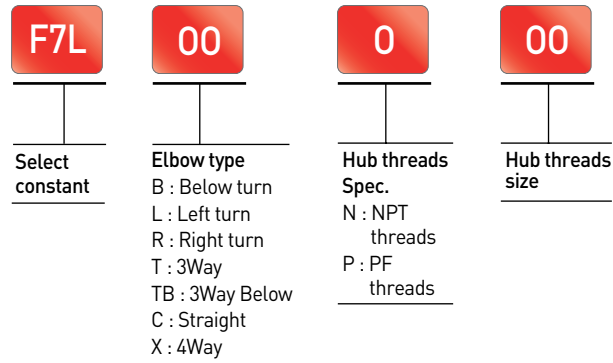 F7L
00
0
00
Select
constant
Elbow type
B : Below turn
L : Left turn
R : Right turn
T : 3Way
TB : 3Way Below
C : Straight
X : 4Way
Hub threads
Spec.
N : NPT
threads
P : PF
threads
Hub threads
size